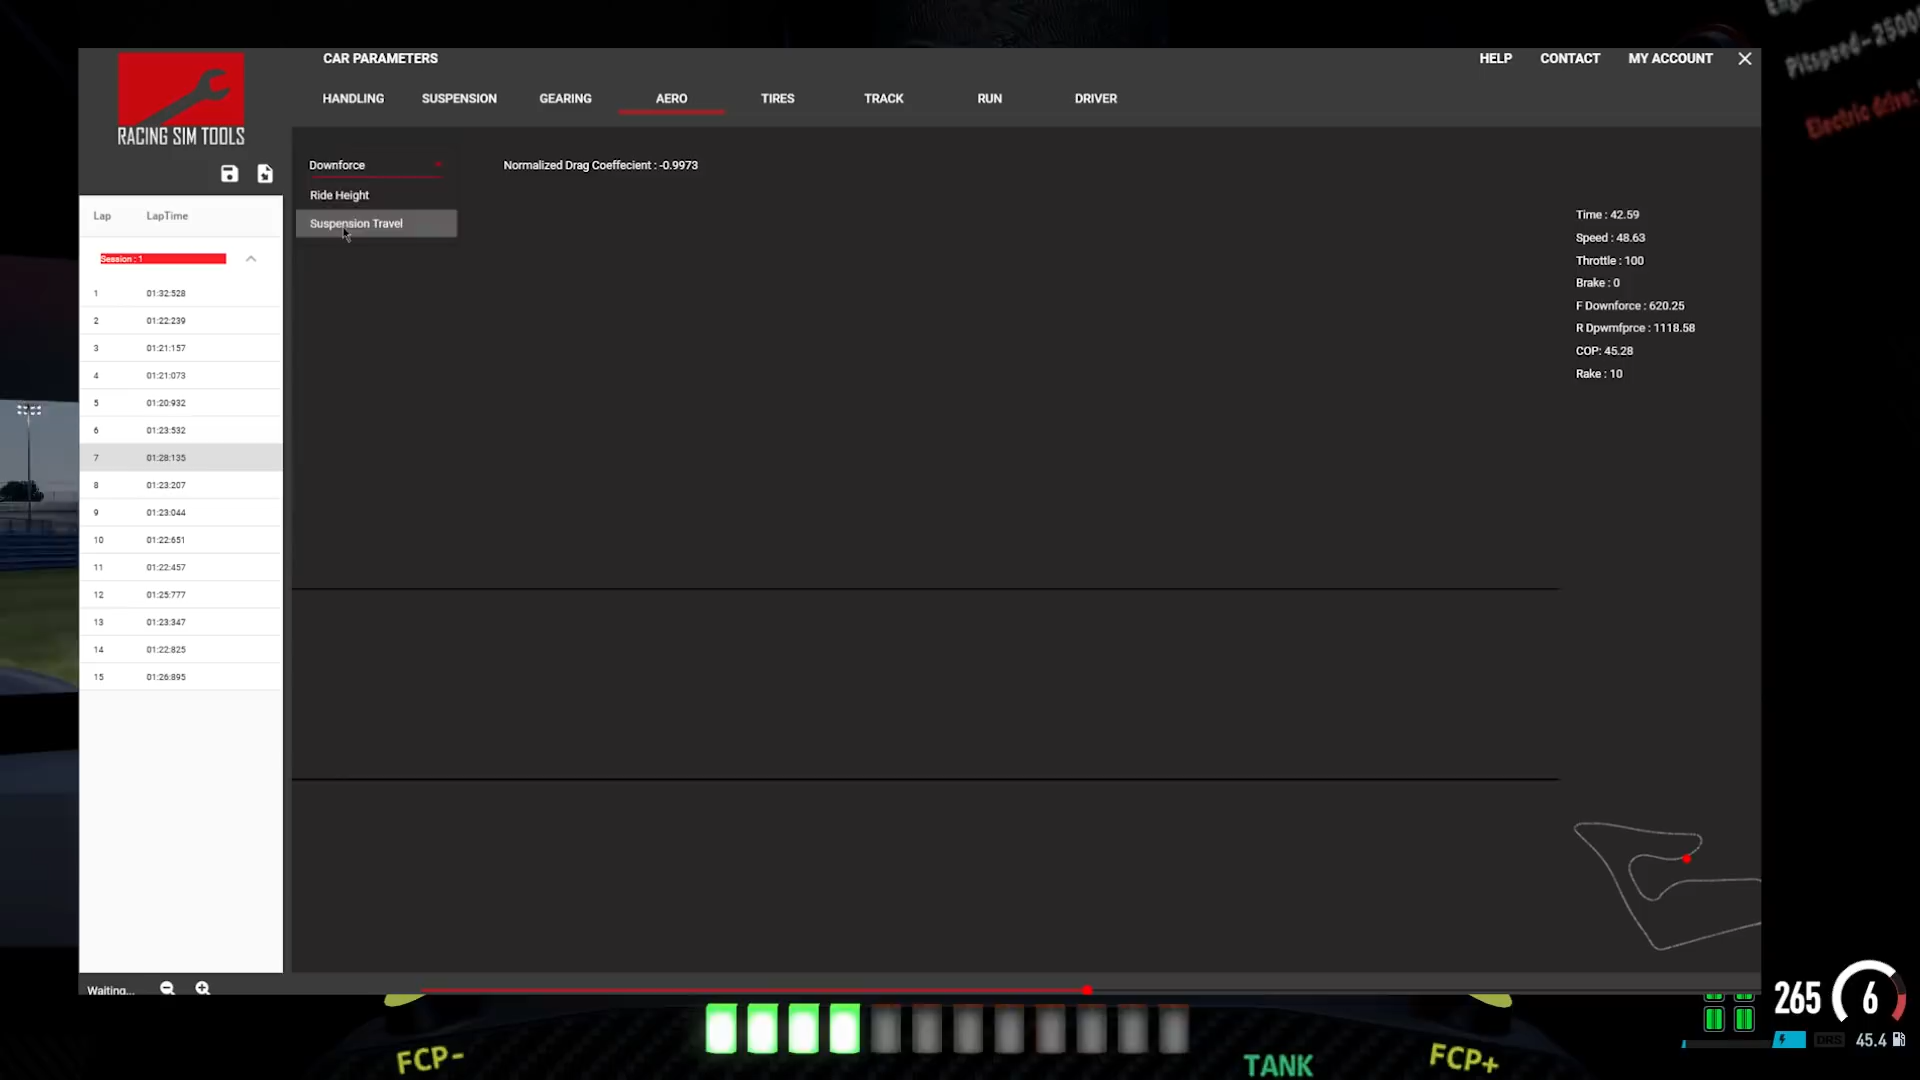 CAR PARAMETERS
HELP CONTACT MY ACCOUNT
RACING SIM TOOLS
HANDLING SUSPENSION GEARING AERO TIRES TRACK RUN DRIVER
Pitspeed-2500
Electric drive:
Downforce
Ride Height
Suspension Travel
Normalized Drag Coeffecient : -0.9973
Time : 42.59
Speed : 48.63
Throttle : 100
Brake : 0
F Downforce : 620.25
R Dpwmfprce : 1118.58
COP: 45.28
Rake : 10
Lap LapTime
Session : 1
1 01:32:528
2 01:22:239
3 01:21:157
4 01:21:073
5 01:20:932
6 01:23:532
7 01:28:135
8 01:23:207
9 01:23:044
10 01:22:651
11 01:22:457
12 01:25:777
13 01:23:347
14 01:22:825
15 01:26:895
Waiting...
265 6
DRS 45.4
FCP- TANK FCP+